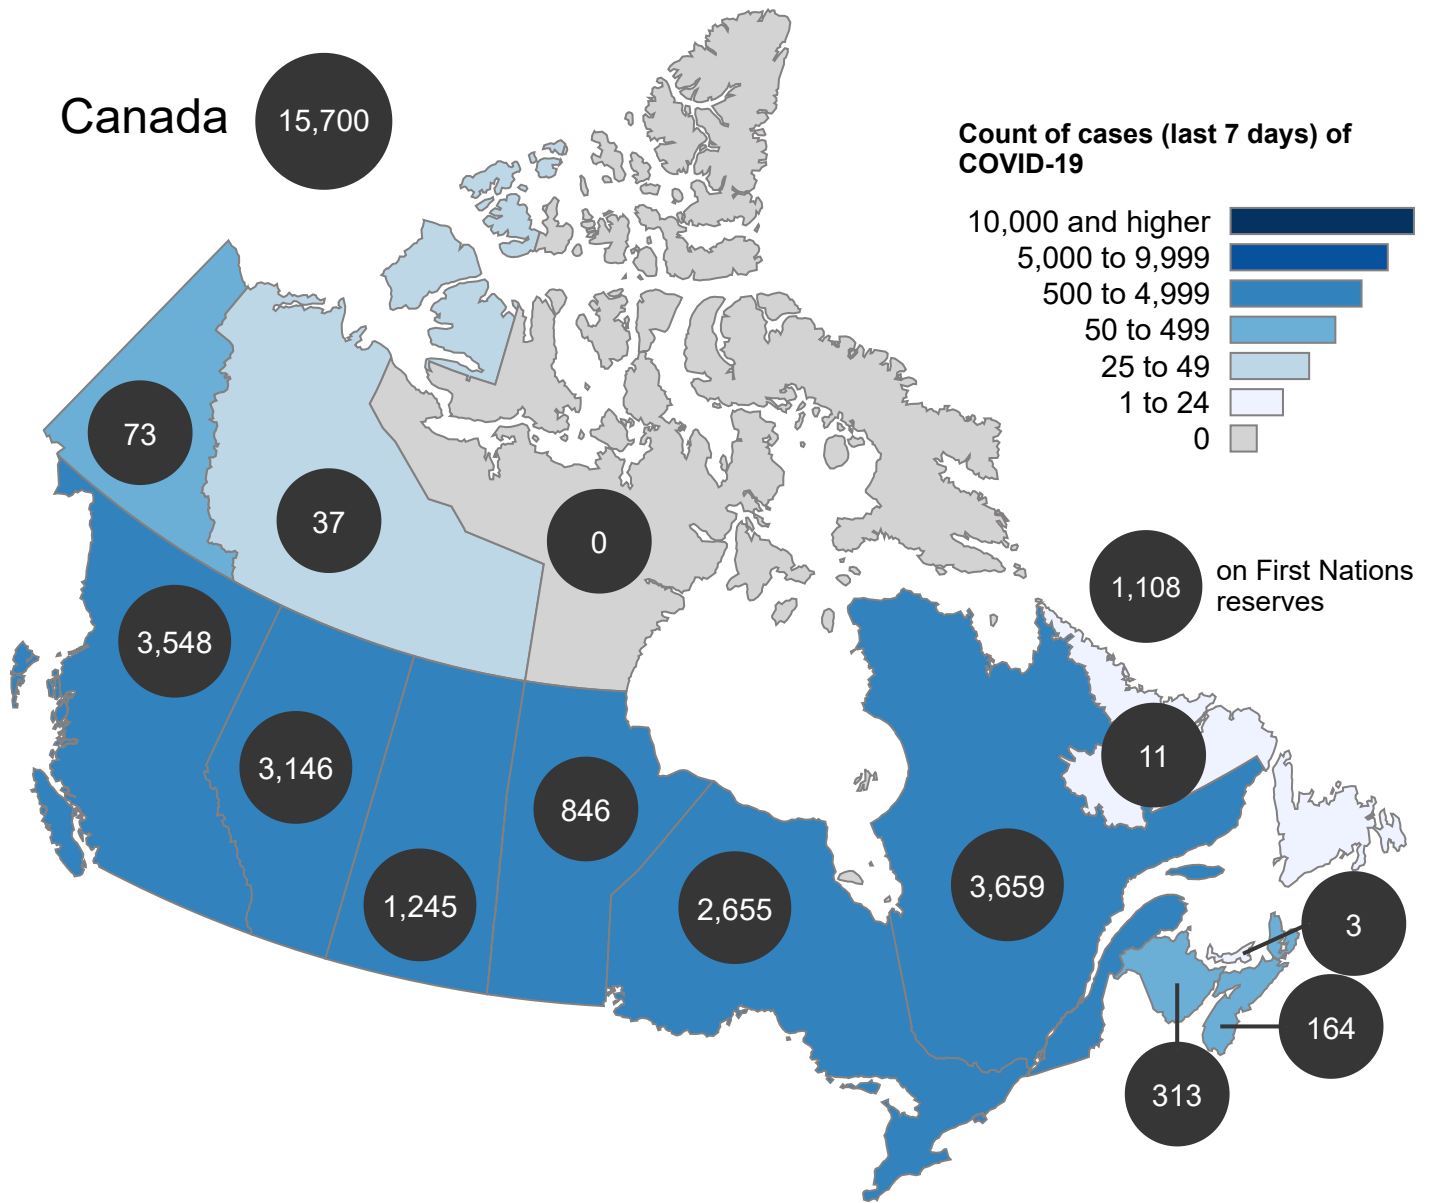 Canada
15,700
Count of cases (last 7 days) of
COVID-19
10,000 and higher
5,000 to 9,999
500 to 4,999
50 to 499
25 to 49
1 to 24
0
73
37
0
1,108
on First Nations
reserves
3,548
3,146
846
11
1,245
2,655
3,659
3
164
313